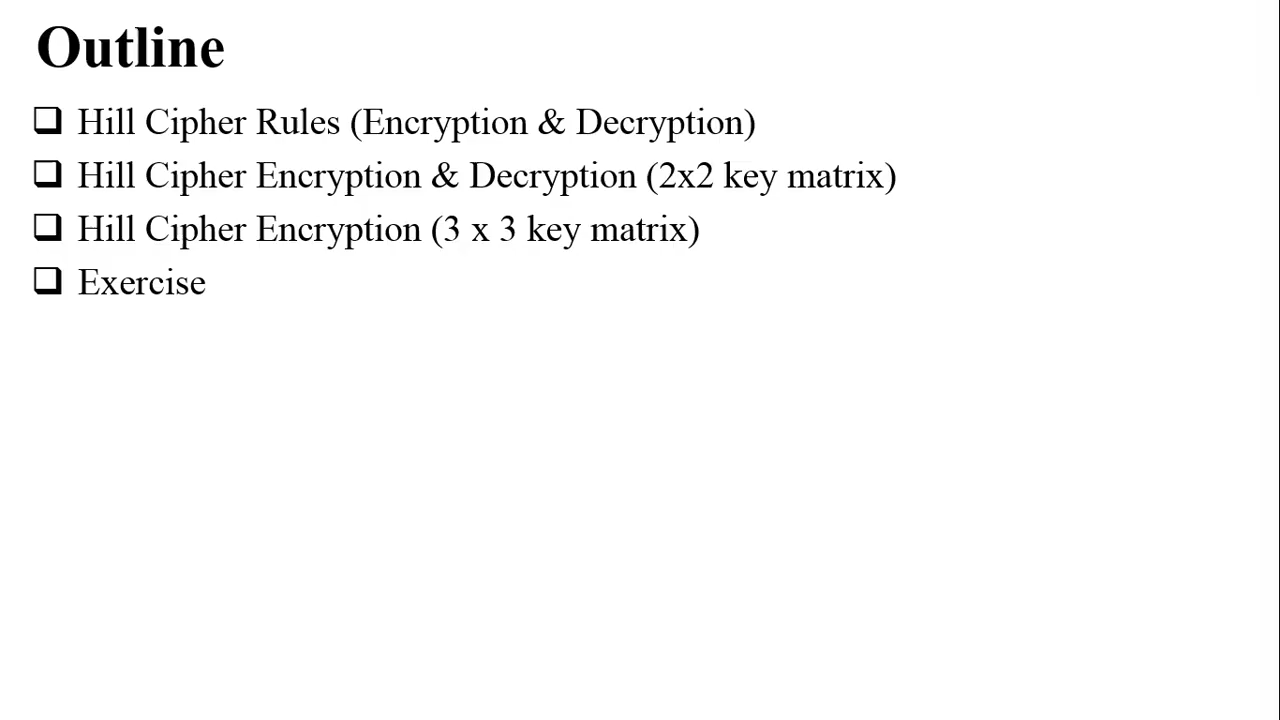 Outline
❑ Hill Cipher Rules (Encryption & Decryption)
❑ Hill Cipher Encryption & Decryption (2x2 key matrix)
❑ Hill Cipher Encryption (3 x 3 key matrix)
❑ Exercise